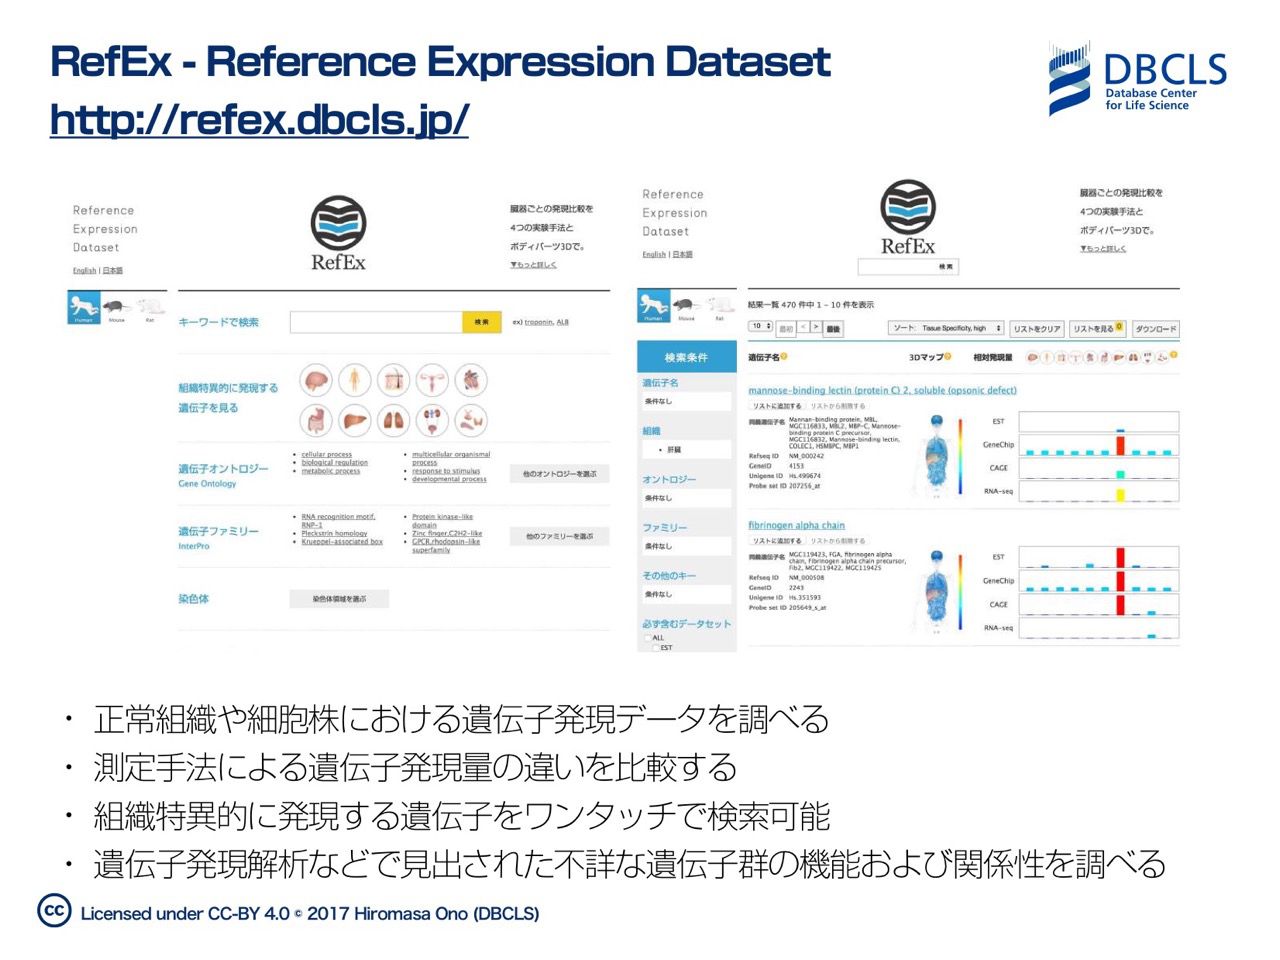 RefEx - Reference Expression Dataset
http://refex.dbcls.jp/
DBCLS
Database Center
for Life Science
Reference
Expression
Dataset
English | 日本語
RefEx
臓器ごとの発現比較を
4つの実験手法と
ボディパーツ3Dで。
▼もっと詳しく
Human
Mouse
Rat
キーワードで検索
検索
ex) troponin, ALB
組織特異的に発現する
遺伝子を見る
遺伝子オントロジー
Gene Ontology
• cellular process
• biological regulation
• metabolic process
• multicellular organismal
process
• response to stimulus
• developmental process
他のオントロジーを選ぶ
遺伝子ファミリー
InterPro
• RNA recognition motif,
RNP-1
• Pleckstrin homology
• Krueppel-associated box
• Protein kinase-like
domain
• Zinc finger,C2H2-like
• GPCR,rhodopsin-like
superfamily
他のファミリーを選ぶ
染色体
染色体領域を選ぶ
Reference
Expression
Dataset
English | 日本語
RefEx
検索
臓器ごとの発現比較を
4つの実験手法と
ボディパーツ3Dで。
▼もっと詳しく
Human
Mouse
Rat
結果一覧 470 件中 1 – 10 件を表示
10
最初
<
>
最後
ソート: Tissue Specificity, high
リストをクリア
リストを見る 0
ダウンロード
検索条件
遺伝子名
条件なし
組織
• 肝臓
オントロジー
条件なし
ファミリー
条件なし
その他のキー
条件なし
必ず含むデータセット
ALL
EST
遺伝子名
3Dマップ
相対発現量
mannose-binding lectin (protein C) 2, soluble (opsonic defect)
リストに追加する リストから削除する
同義遺伝子名 Mannan-binding protein, MBL,
MGC116833, MBL2, MBP-C, Mannose-
binding protein C precursor,
MGC116832, Mannose-binding lectin,
COLEC1, HSMBPC, MBP1
RefSeq ID NM_000242
GeneID 4153
Unigene ID Hs.499674
Probe set ID 207256_at
EST
GeneChip
CAGE
RNA-seq
fibrinogen alpha chain
リストに追加する リストから削除する
同義遺伝子名 MGC119423, FGA, fibrinogen alpha
chain, fibrinogen alpha chain precursor,
Fib2, MGC119422, MGC119425
RefSeq ID NM_000508
GeneID 2243
Unigene ID Hs.351593
Probe set ID 205649_s_at
EST
GeneChip
CAGE
RNA-seq
・ 正常組織や細胞株における遺伝子発現データを調べる
・ 測定手法による遺伝子発現量の違いを比較する
・ 組織特異的に発現する遺伝子をワンタッチで検索可能
・ 遺伝子発現解析などで見出された不詳な遺伝子群の機能および関係性を調べる
cc Licensed under CC-BY 4.0 © 2017 Hiromasa Ono (DBCLS)